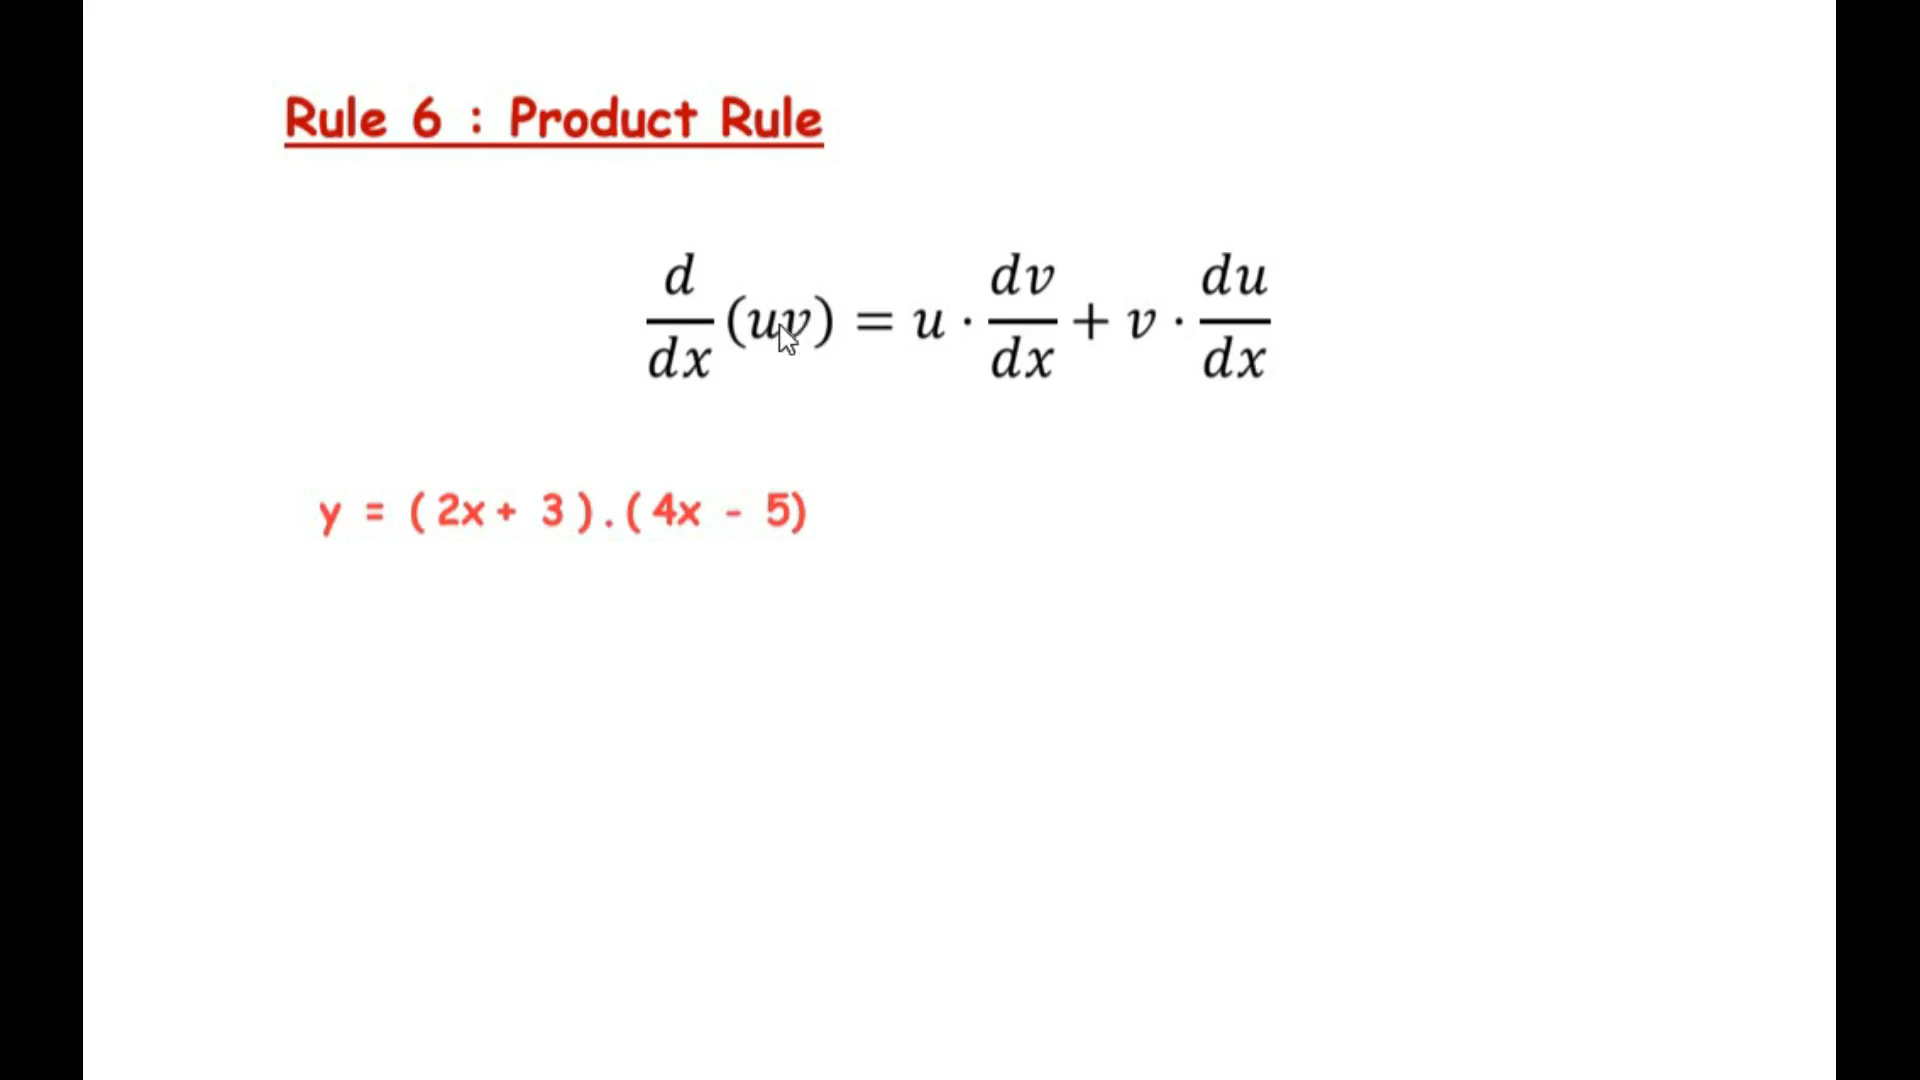 Rule 6 : Product Rule
d/dx (uv) = u · dv/dx + v · du/dx
y = ( 2x + 3 ) . ( 4x - 5)